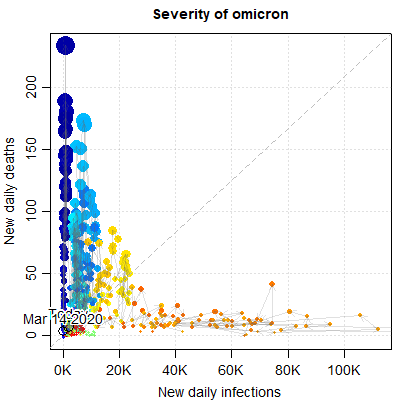 Severity of omicron
New daily deaths
200
150
100
50
0
Mar 14 2020
0K
20K
40K
60K
80K
100K
New daily infections